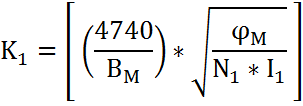 K₁ = [ (4740/B_M) * √(φ_M/(N₁ * I₁)) ]